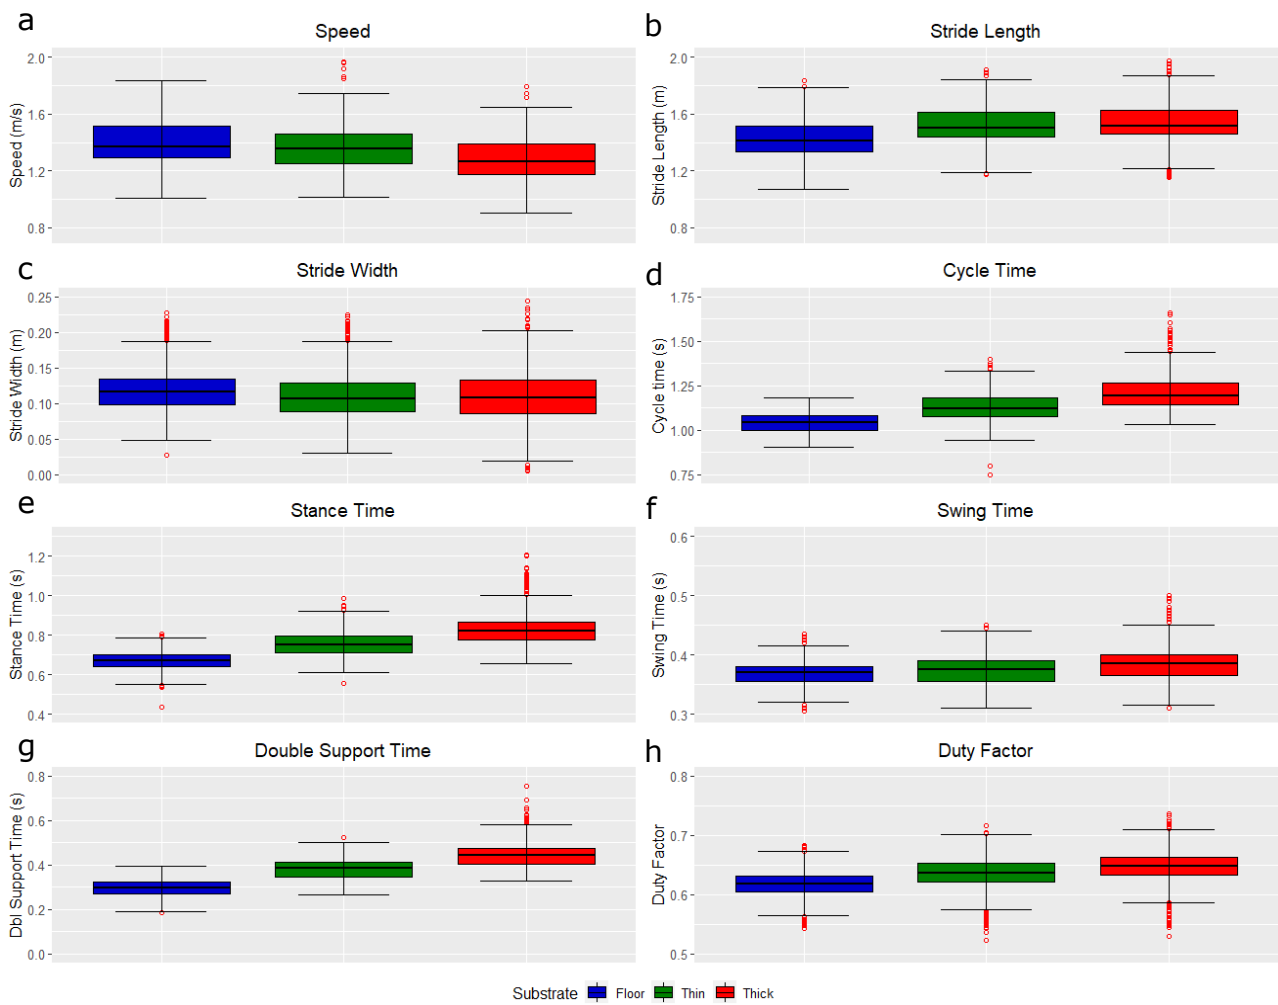 a
Speed
Speed (m/s)
2.0
1.6
1.2
0.8
b
Stride Length
Stride Length (m)
2.0
1.6
1.2
0.8
c
Stride Width
Stride Width (m)
0.25
0.20
0.15
0.10
0.05
0.00
d
Cycle Time
Cycle time (s)
1.75
1.50
1.25
1.00
0.75
e
Stance Time
Stance Time (s)
1.2
1.0
0.8
0.6
0.4
f
Swing Time
Swing Time (s)
0.6
0.5
0.4
0.3
g
Double Support Time
Dbl Support Time (s)
0.8
0.6
0.4
0.2
0.0
h
Duty Factor
Duty Factor
0.8
0.7
0.6
0.5
Substrate Floor Thin Thick